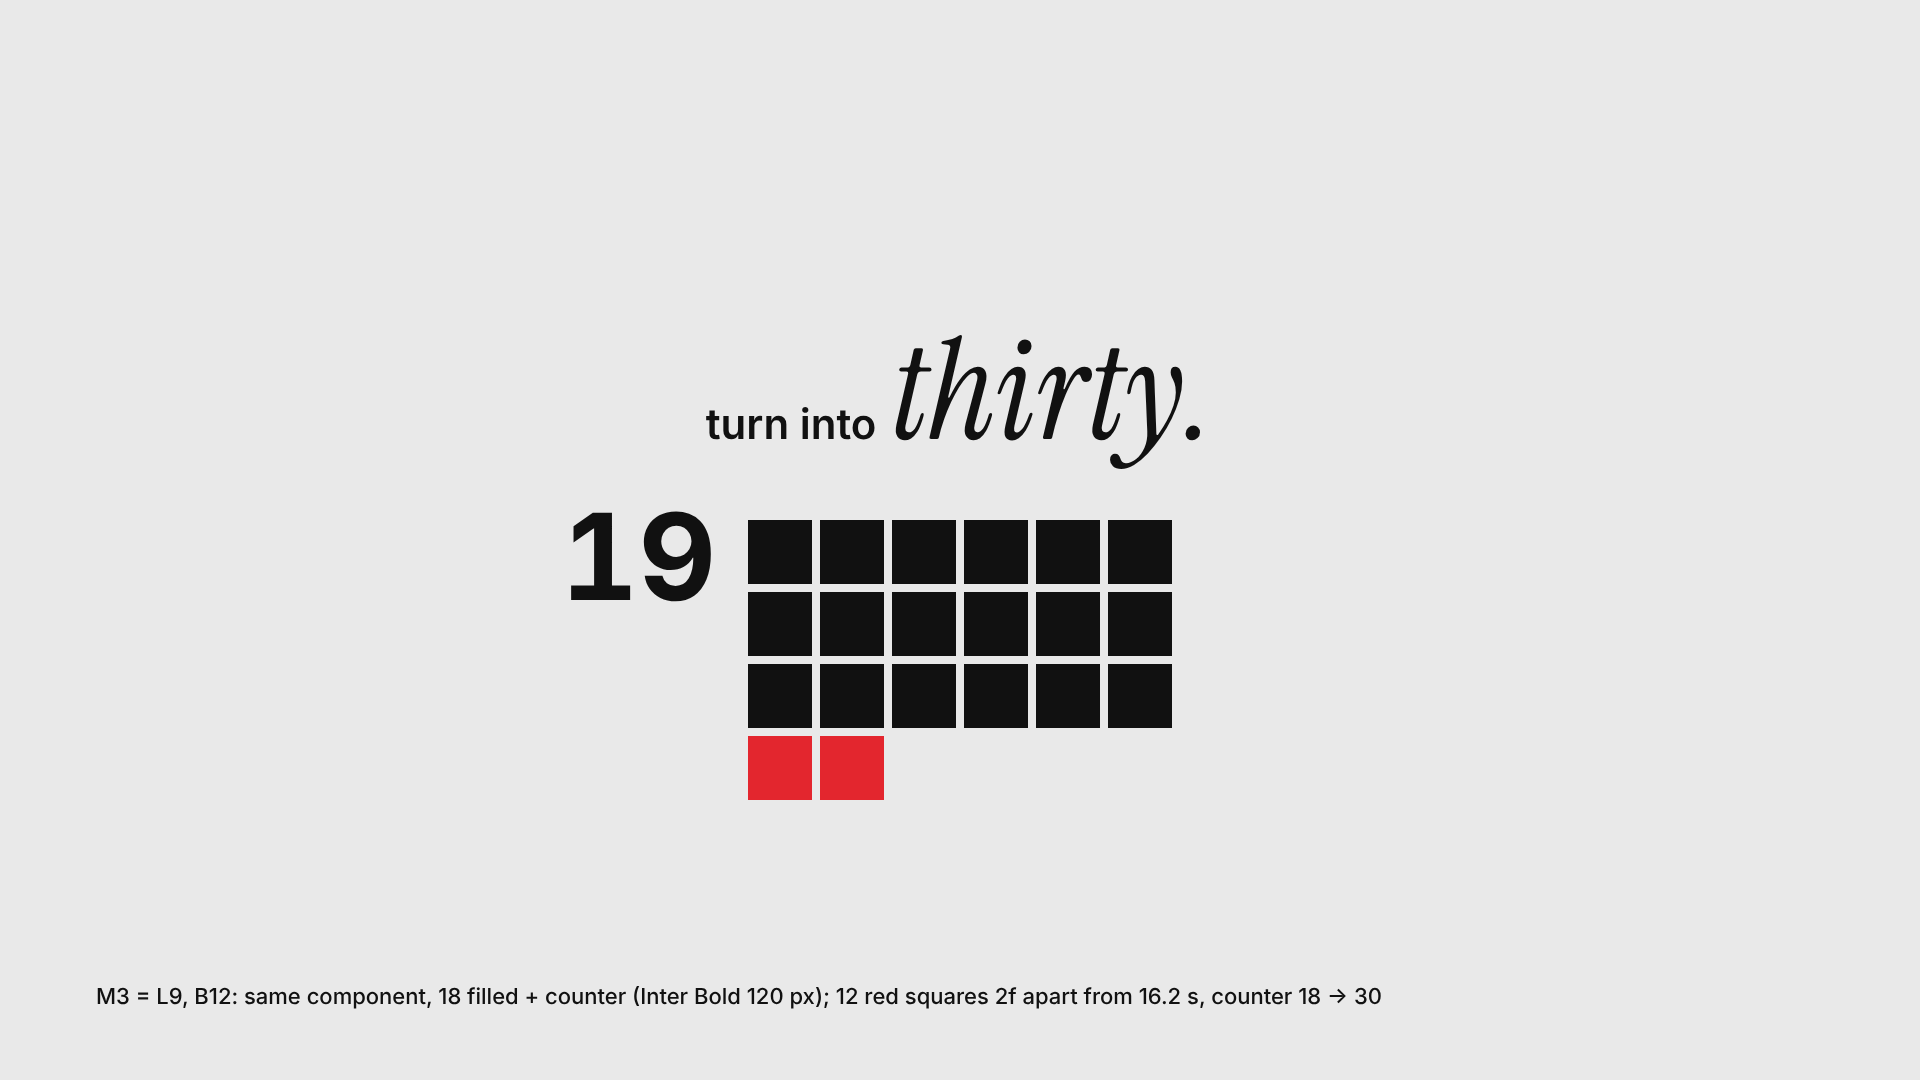 turn into thirty.
19
M3 = L9, B12: same component, 18 filled + counter (Inter Bold 120 px); 12 red squares 2f apart from 16.2 s, counter 18 → 30